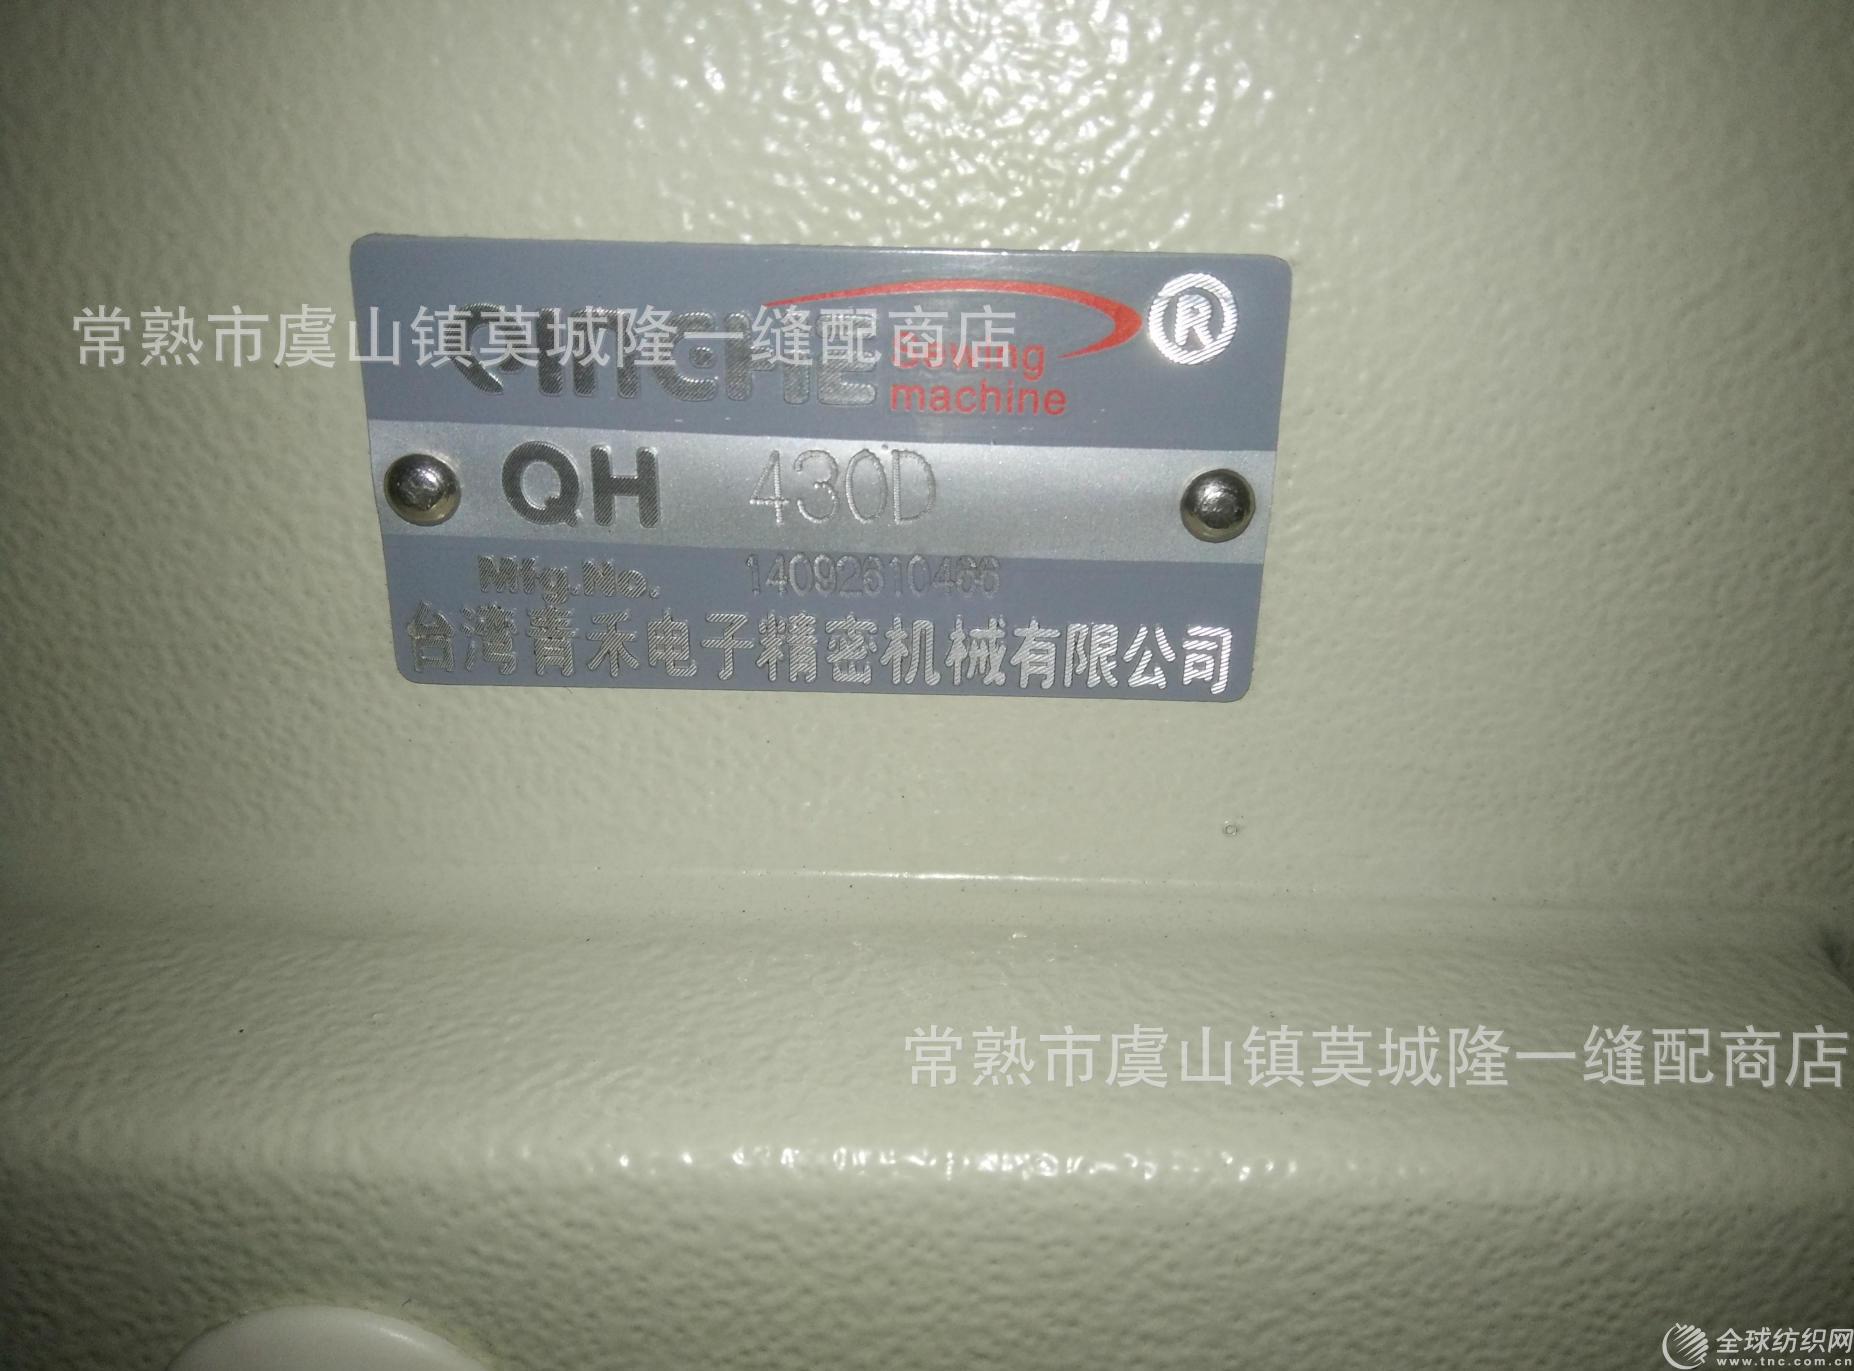 常熟市虞山镇莫城隆一缝配商店
QINCHE
Sewing
machine
®
QH 430D
Mfg.No. 14092610466
台湾青禾电子精密机械有限公司
常熟市虞山镇莫城隆一缝配商店
全球纺织网
www.tnc.com.cn